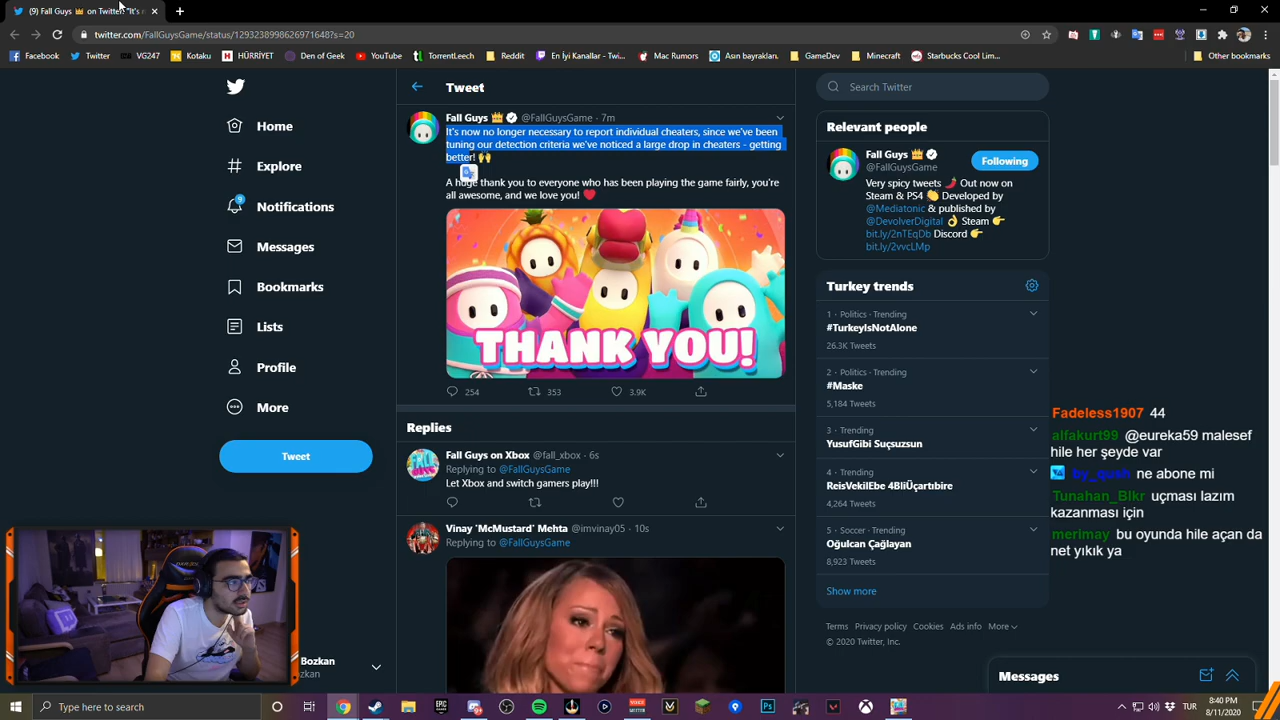 (9) Fall Guys 👑 on Twitter: "It's
twitter.com/FallGuysGame/status/1293238998626971648?s=20
Facebook
Twitter
VG247
Kotaku
HÜRRİYET
Den of Geek
YouTube
TorrentLeech
Reddit
En İyi Kanallar - Twi...
Mac Rumors
Asın bayrakları..
GameDev
Minecraft
Starbucks Cool Lim...
Other bookmarks
Home
Explore
9
Notifications
Messages
Bookmarks
Lists
Profile
More
Tweet
Tweet
Fall Guys 👑 @FallGuysGame · 7m
It's now no longer necessary to report individual cheaters, since we've been
tuning our detection criteria we've noticed a large drop in cheaters - getting
better! 🙌
A huge thank you to everyone who has been playing the game fairly, you're
all awesome, and we love you! ❤️
THANK YOU!
254 353 3.9K
Replies
Fall Guys on Xbox @fall_xbox · 6s
Replying to @FallGuysGame
Let Xbox and switch gamers play!!!
Vinay 'McMustard' Mehta @imvinay05 · 10s
Replying to @FallGuysGame
Search Twitter
Relevant people
Fall Guys 👑
@FallGuysGame
Following
Very spicy tweets 🌶️ Out now on
Steam & PS4 👏 Developed by
@Mediatonic & published by
@DevolverDigital 👌 Steam 👉
bit.ly/2nTEqDb Discord 👉
bit.ly/2vvcLMp
Turkey trends
1 · Politics · Trending
#TurkeyIsNotAlone
26.3K Tweets
2 · Politics · Trending
#Maske
5,184 Tweets
3 · Trending
YusufGibi Suçsuzsun
4 · Trending
ReisVekilEbe 4BliÜçartıbire
4,264 Tweets
5 · Soccer · Trending
Oğulcan Çağlayan
8,923 Tweets
Show more
Terms Privacy policy Cookies Ads info More
© 2020 Twitter, Inc.
Messages
Fadeless1907 44
alfakurt99 @eureka59 malesef
hile her şeyde var
by_qush ne abone mi
Tunahan_Blkr uçması lazım
kazanması için
merimay bu oyunda hile açan da
net yıkık ya
Bozkan
zkan
Type here to search
EPIC
Ps
TUR
8:40 PM
8/11/2020